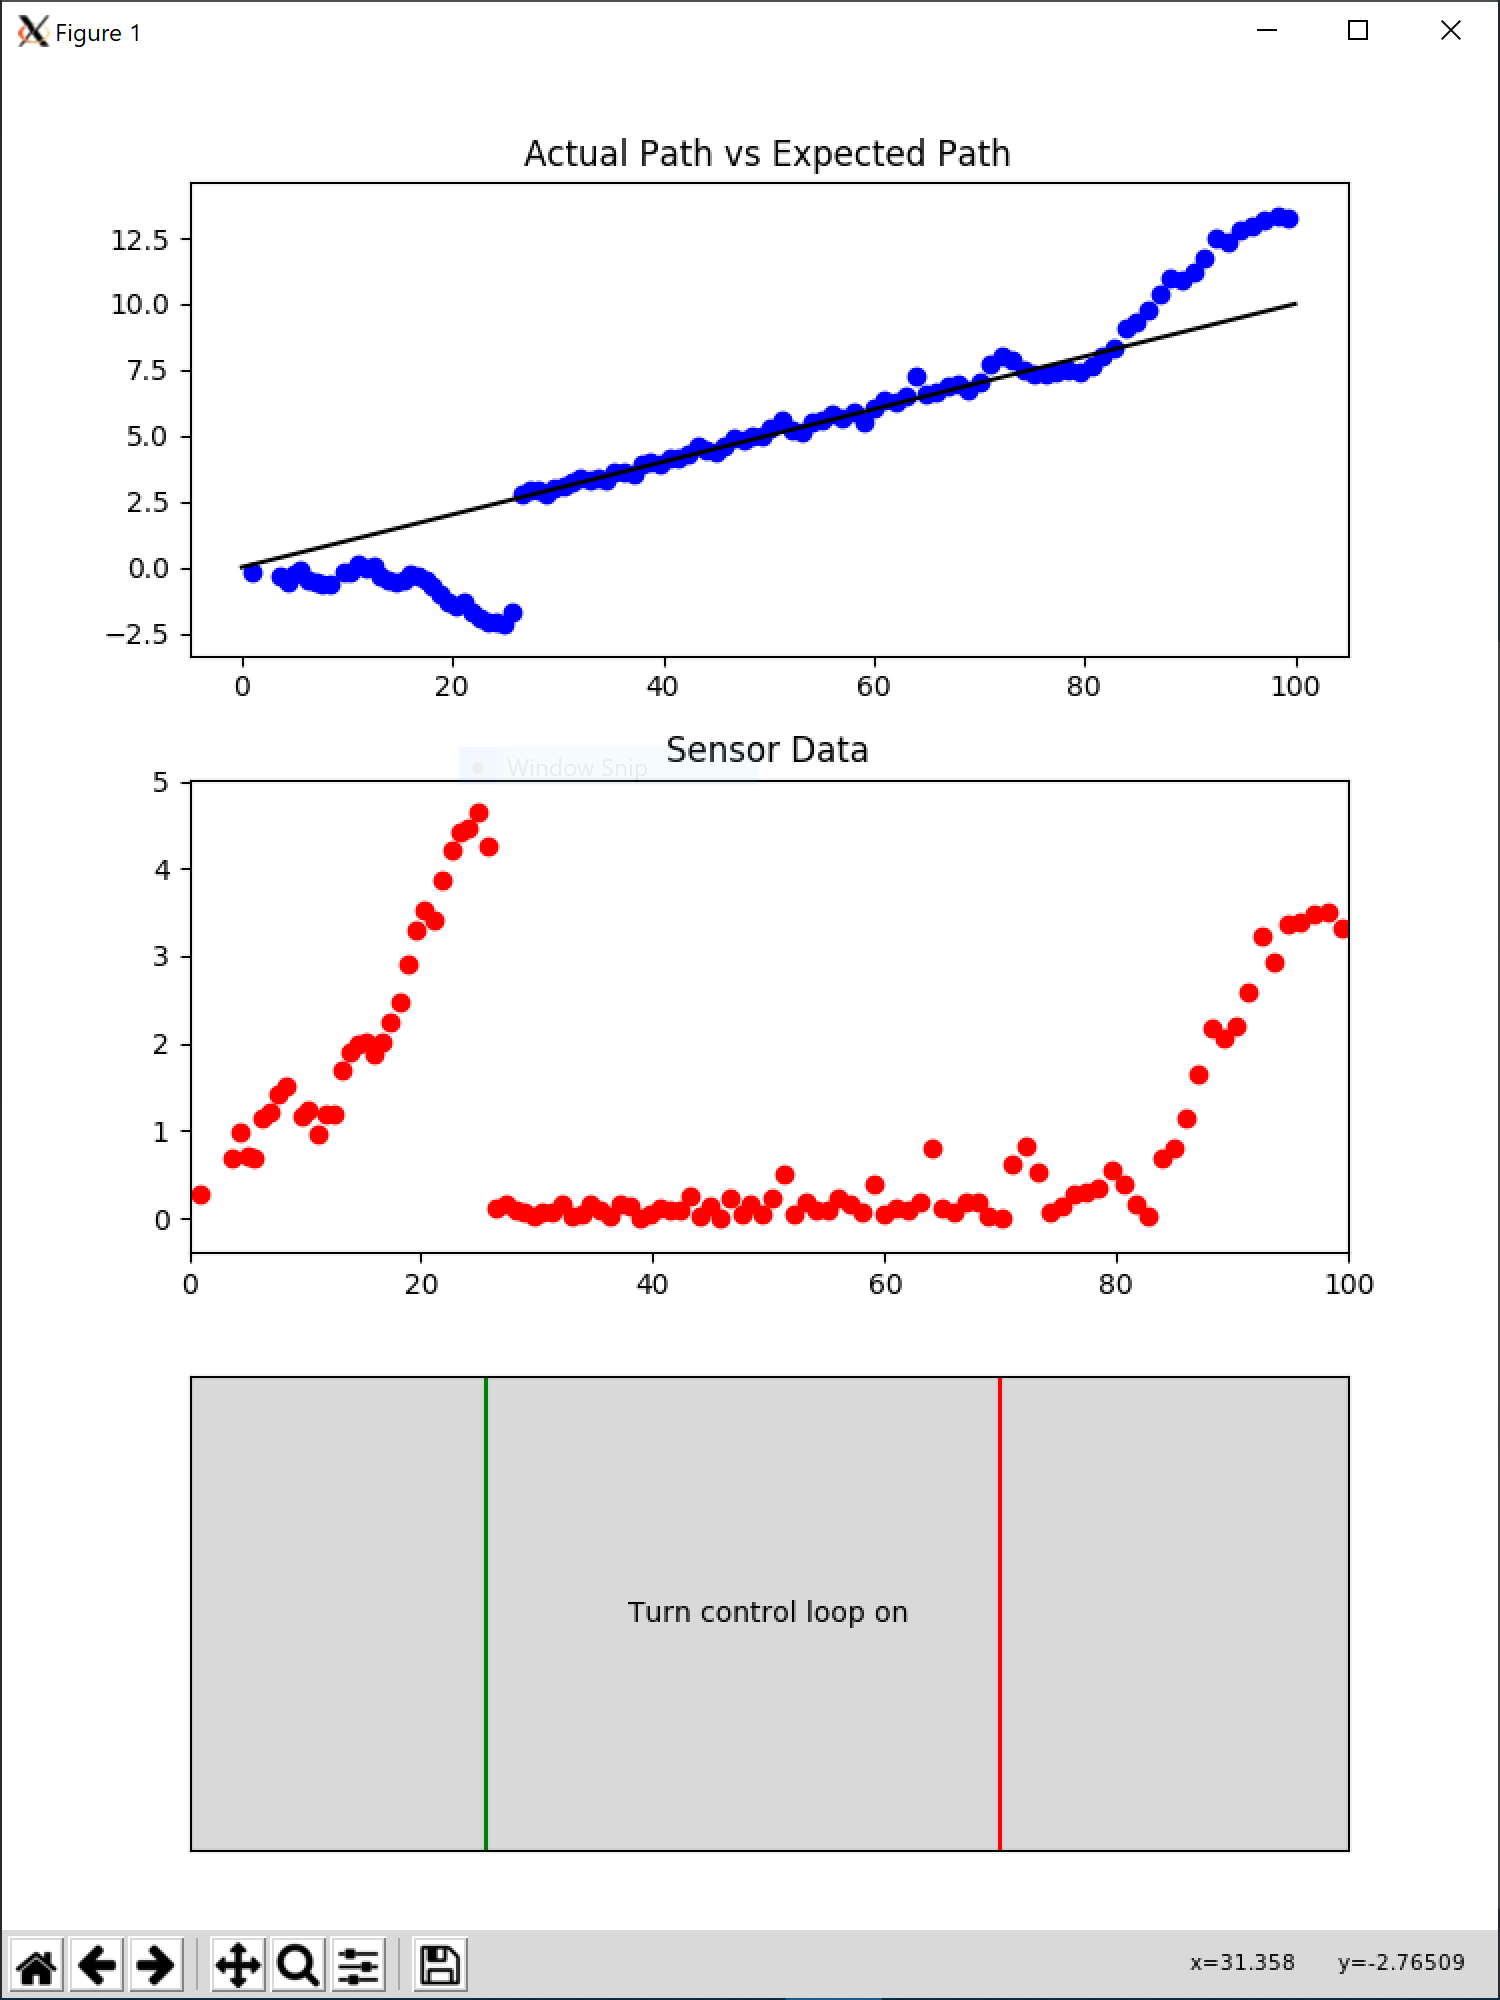 Figure 1
Actual Path vs Expected Path
12.5
10.0
7.5
5.0
2.5
0.0
−2.5
0 20 40 60 80 100
Window Snip
Sensor Data
5
4
3
2
1
0
0 20 40 60 80 100
Turn control loop on
x=31.358 y=-2.76509